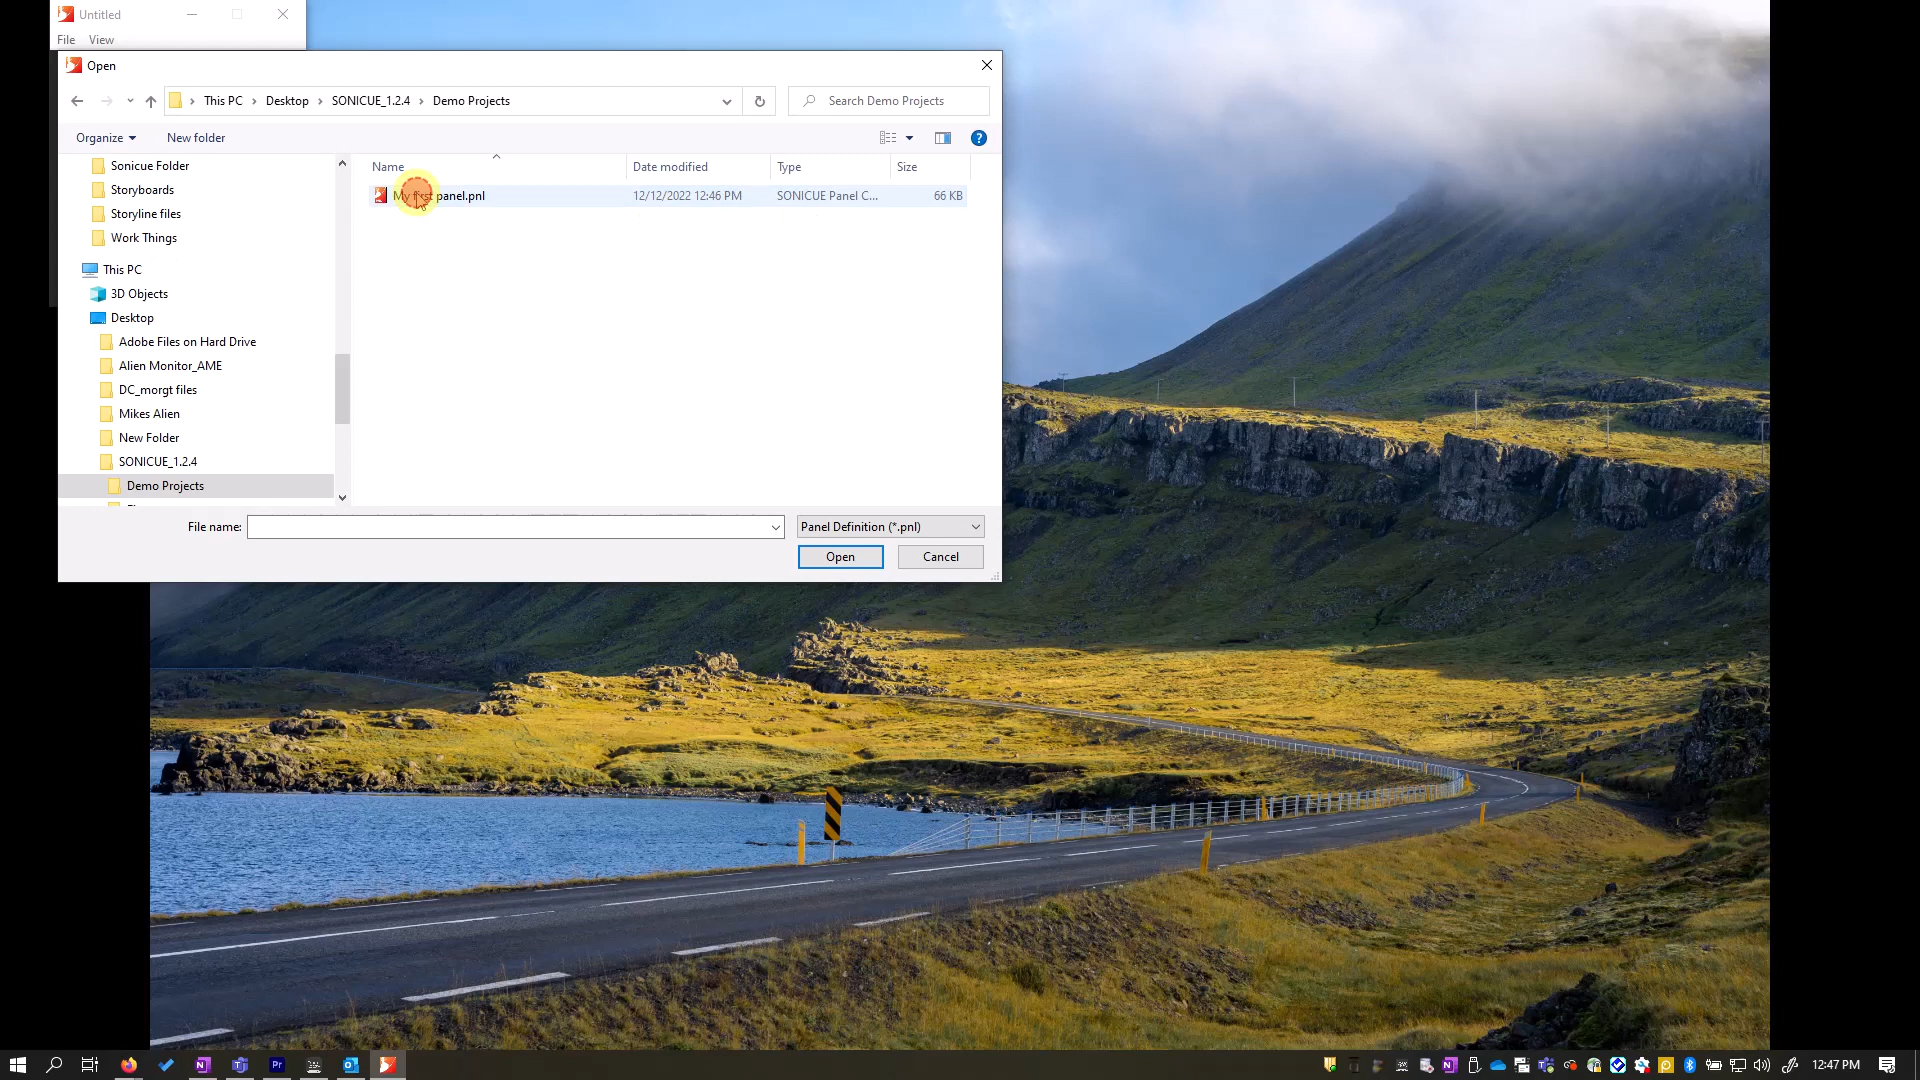 Untitled
File View
Open
This PC > Desktop > SONICUE_1.2.4 > Demo Projects
Search Demo Projects
Organize New folder
Name Date modified Type Size
My first panel.pnl 12/12/2022 12:46 PM SONICUE Panel C... 66 KB
Sonicue Folder
Storyboards
Storyline files
Work Things
This PC
3D Objects
Desktop
Adobe Files on Hard Drive
Alien Monitor_AME
DC_morgt files
Mikes Alien
New Folder
SONICUE_1.2.4
Demo Projects
File name: Panel Definition (*.pnl)
Open Cancel
12:47 PM